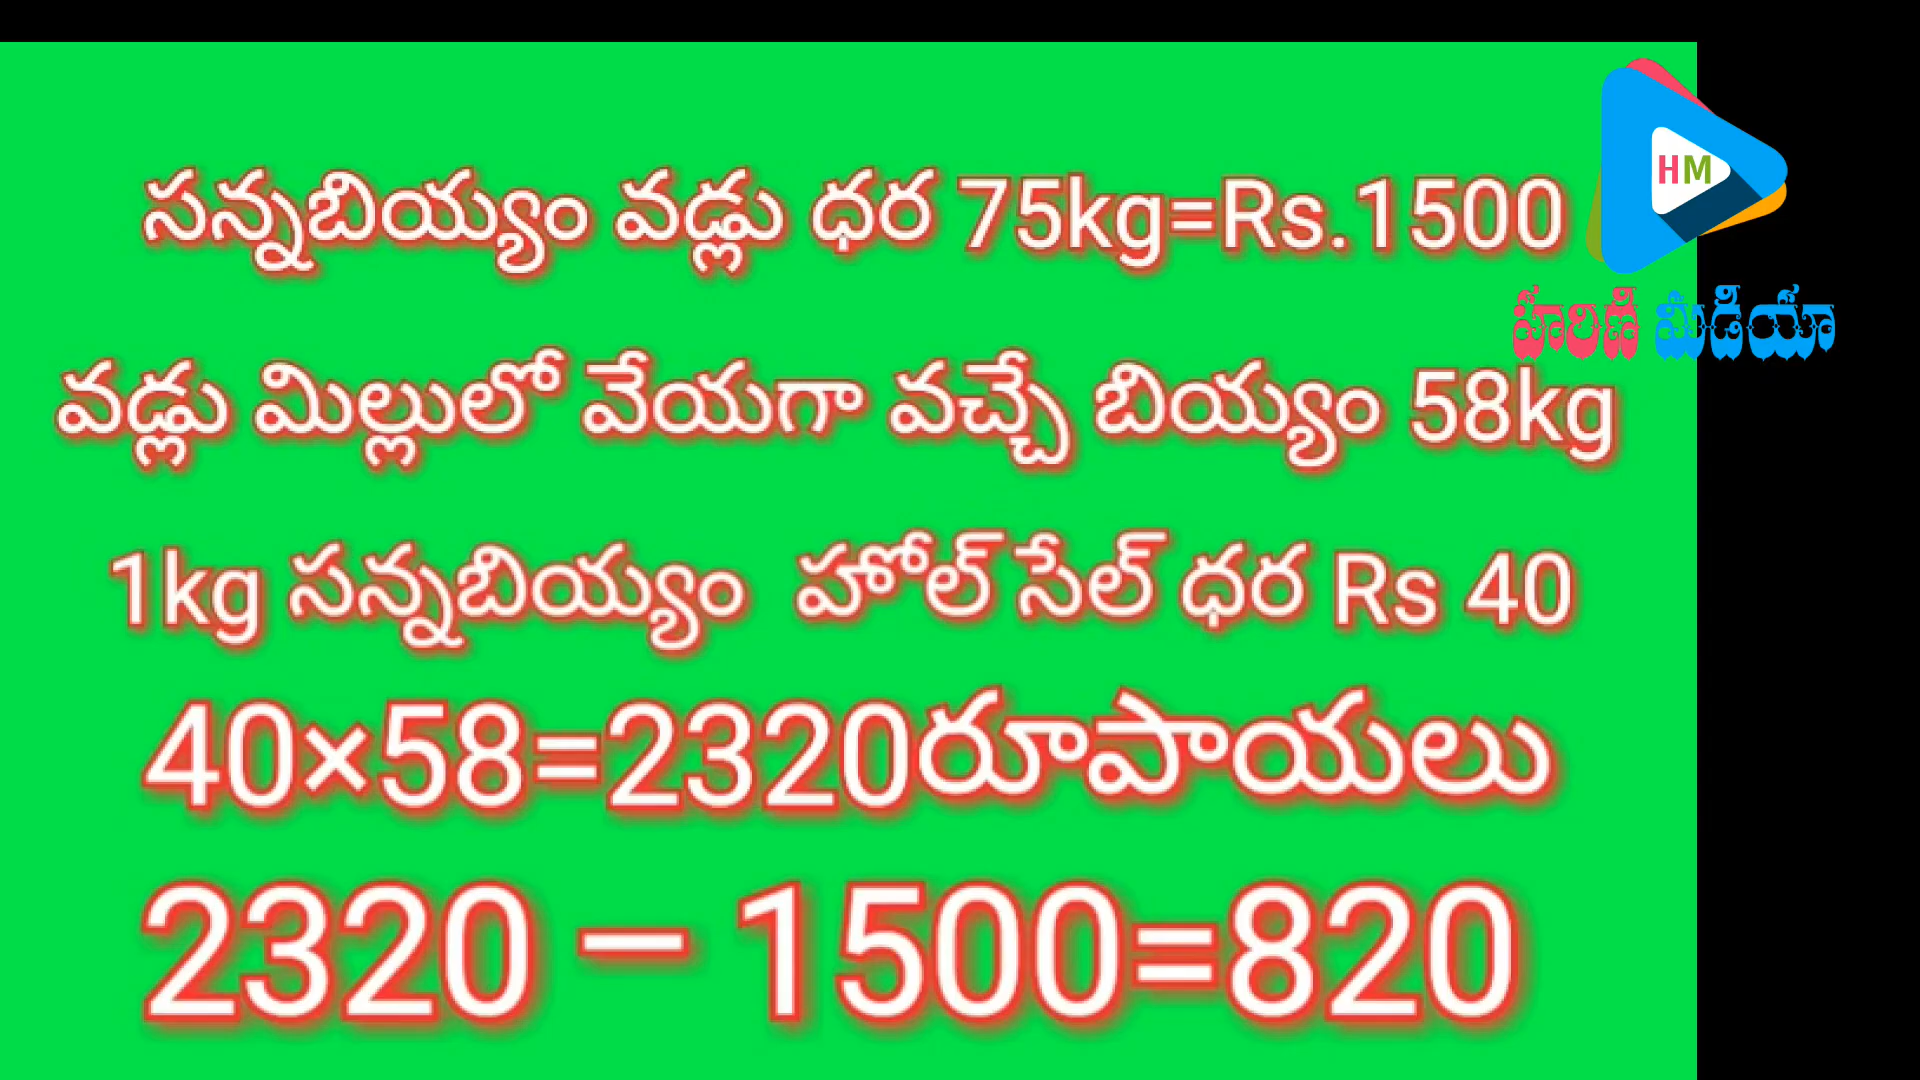 సన్నబియ్యం వడ్లు ధర 75kg=Rs.1500
HM
హరిణి మీడియా
వడ్లు మిల్లులో వేయగా వచ్చే బియ్యం 58kg
1kg సన్నబియ్యం హోల్ సేల్ ధర Rs 40
40×58=2320రూపాయలు
2320 – 1500=820